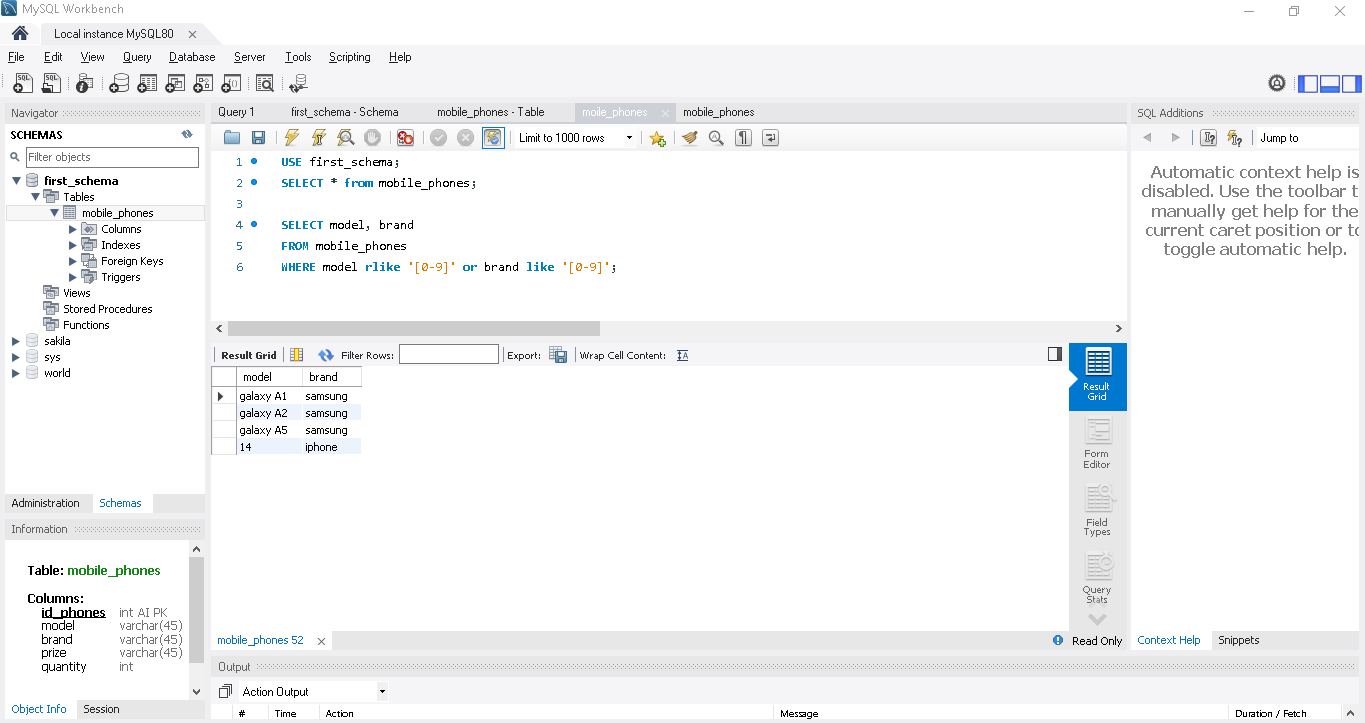 MySQL Workbench
Local instance MySQL80
File Edit View Query Database Server Tools Scripting Help
Navigator
SCHEMAS
Filter objects
first_schema
Tables
mobile_phones
Columns
Indexes
Foreign Keys
Triggers
Views
Stored Procedures
Functions
sakila
sys
world
Administration Schemas
Information
Table: mobile_phones
Columns:
id_phones int AI PK
model varchar(45)
brand varchar(45)
prize varchar(45)
quantity int
Object Info Session
Query 1 first_schema - Schema mobile_phones - Table moile_phones mobile_phones
Limit to 1000 rows
1 USE first_schema;
2 SELECT * from mobile_phones;
3
4 SELECT model, brand
5 FROM mobile_phones
6 WHERE model rlike '[0-9]' or brand like '[0-9]';
Result Grid Filter Rows: Export: Wrap Cell Content:
model brand
galaxy A1 samsung
galaxy A2 samsung
galaxy A5 samsung
14 iphone
Result
Grid
Form
Editor
Field
Types
Query
Stats
mobile_phones 52
Read Only
Output
Action Output
# Time Action Message Duration / Fetch
SQL Additions
Jump to
Automatic context help is
disabled. Use the toolbar t
manually get help for the
current caret position or to
toggle automatic help.
Context Help Snippets